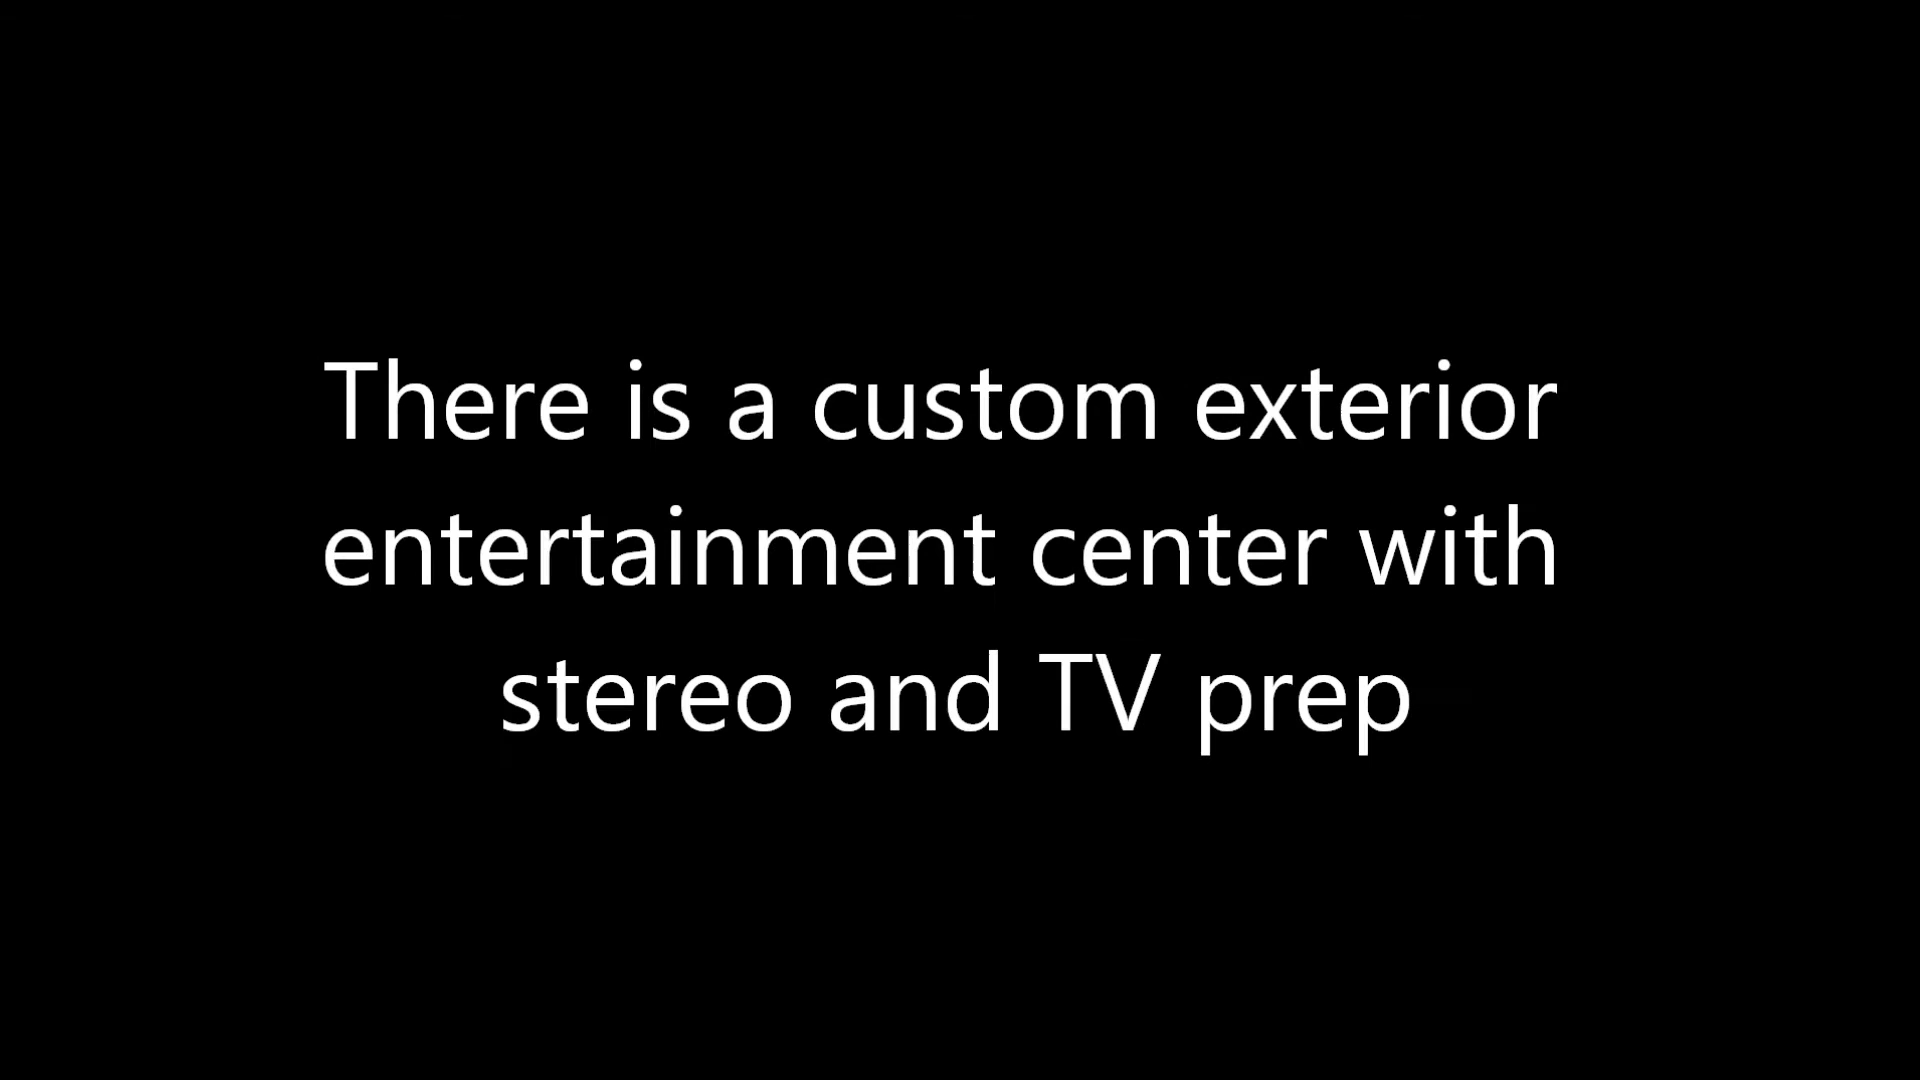 There is a custom exterior
entertainment center with
stereo and TV prep